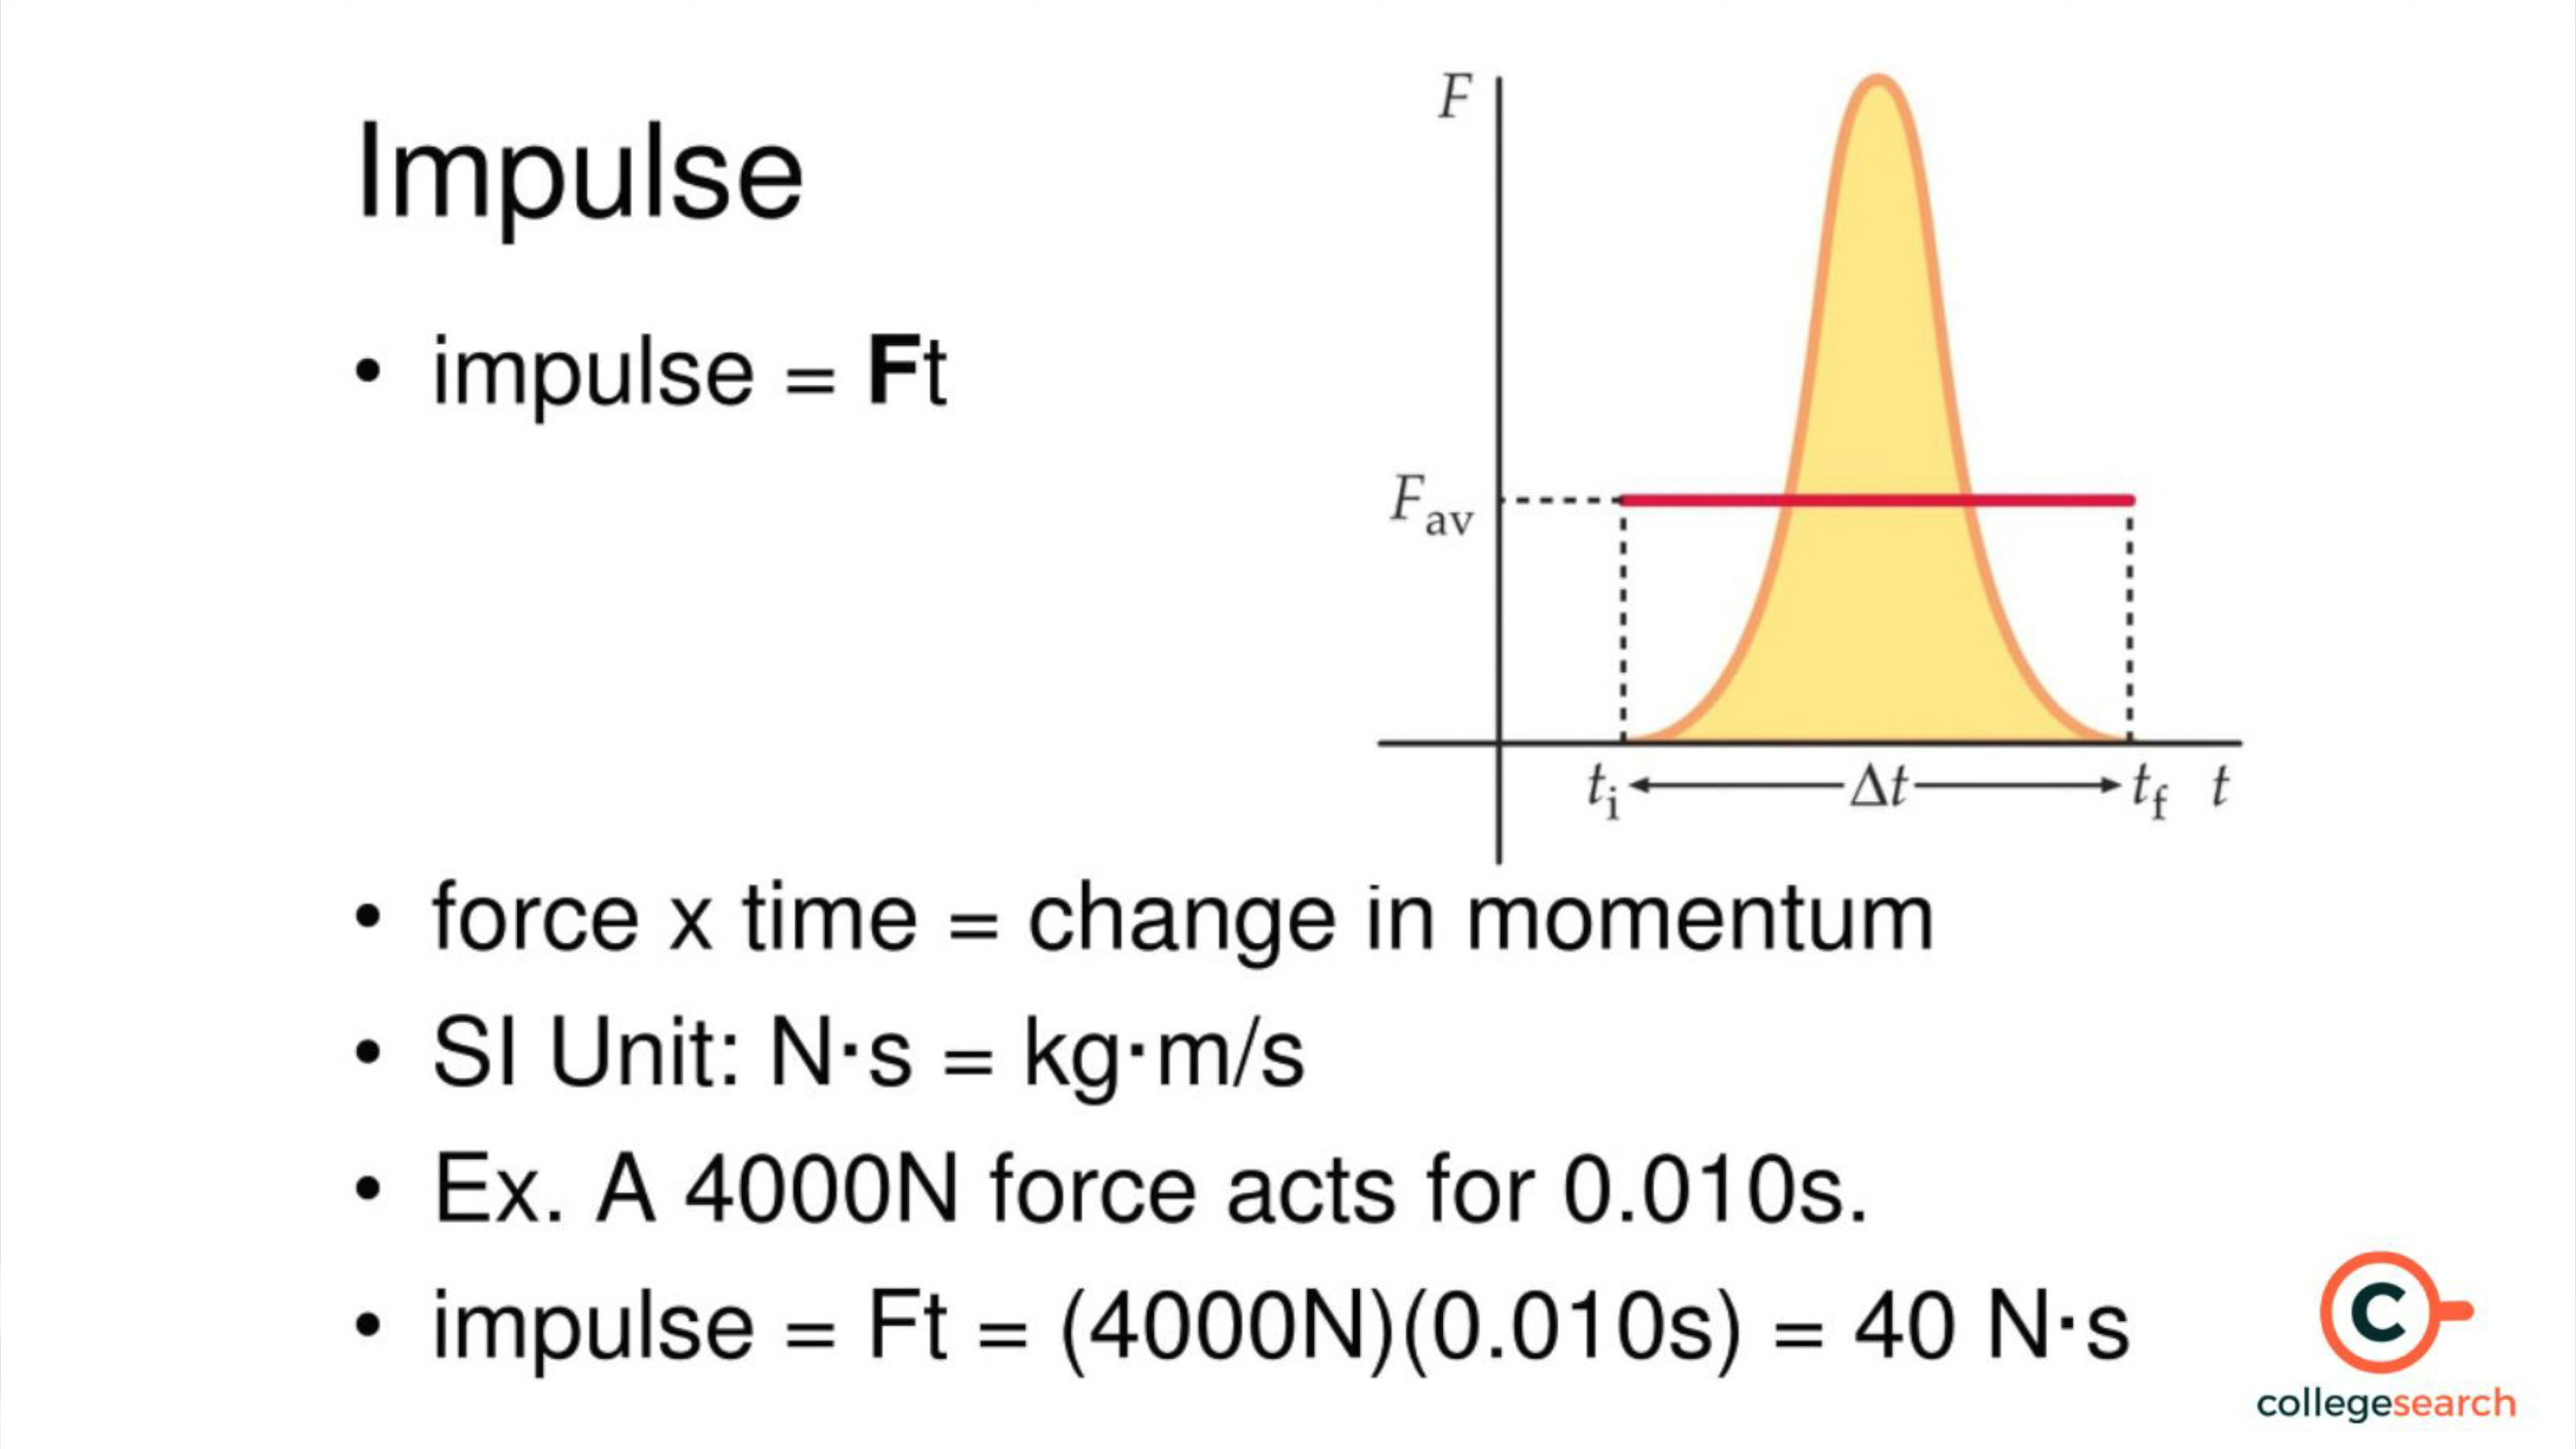 Impulse
• impulse = Ft
F
F_av
t_i Δt t_f t
• force x time = change in momentum
• SI Unit: N·s = kg·m/s
• Ex. A 4000N force acts for 0.010s.
• impulse = Ft = (4000N)(0.010s) = 40 N·s
C
collegesearch